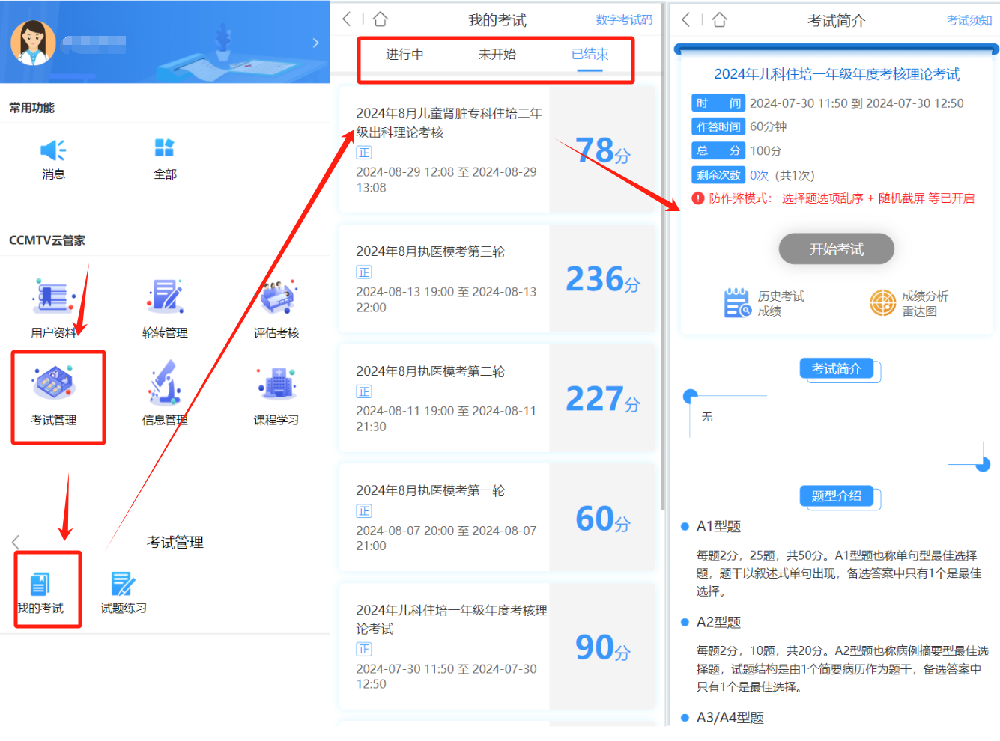 常用功能
消息
全部
CCMTV云管家
用户资料
轮转管理
评估考核
考试管理
信息管理
课程学习
考试管理
我的考试
试题练习
我的考试
数字考试码
进行中
未开始
已结束
2024年8月儿童肾脏专科住培二年
级出科理论考核
正
2024-08-29 12:08 至 2024-08-29
13:08
78分
2024年8月执医模考第三轮
正
2024-08-13 19:00 至 2024-08-13
22:00
236分
2024年8月执医模考第二轮
正
2024-08-11 19:00 至 2024-08-11
21:30
227分
2024年8月执医模考第一轮
正
2024-08-07 20:00 至 2024-08-07
21:00
60分
2024年儿科住培一年级年度考核理
论考试
正
2024-07-30 11:50 至 2024-07-30
12:50
90分
考试简介
考试须知
2024年儿科住培一年级年度考核理论考试
时 间 2024-07-30 11:50 到 2024-07-30 12:50
作答时间 60分钟
总 分 100分
剩余次数 0次 (共1次)
防作弊模式： 选择题选项乱序 + 随机截屏 等已开启
开始考试
历史考试
成绩
成绩分析
雷达图
考试简介
无
题型介绍
A1型题
每题2分，25题，共50分。A1型题也称单句型最佳选择
题，题干以叙述式单句出现，备选答案中只有1个是最佳
选择。
A2型题
每题2分，10题，共20分。A2型题也称病例摘要型最佳选
择题，试题结构是由1个简要病历作为题干，备选答案中
只有1个是最佳选择。
A3/A4型题